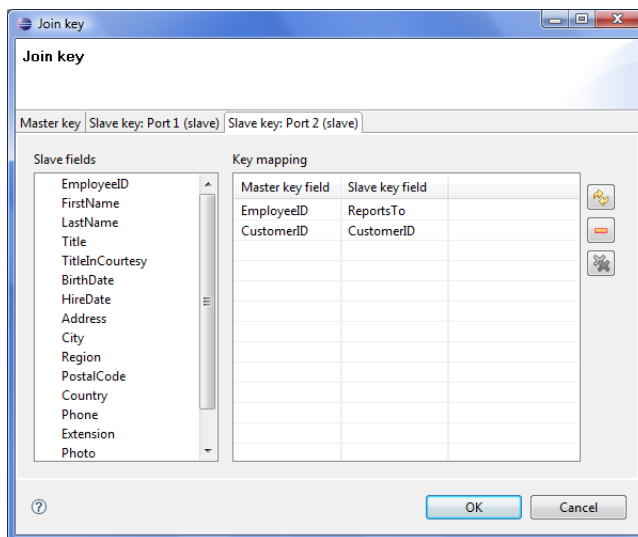 Join key
Join key
Master key Slave key: Port 1 (slave) Slave key: Port 2 (slave)
Slave fields
EmployeeID
FirstName
LastName
Title
TitleInCourtesy
BirthDate
HireDate
Address
City
Region
PostalCode
Country
Phone
Extension
Photo
Key mapping
Master key field Slave key field
EmployeeID ReportsTo
CustomerID CustomerID
? OK Cancel